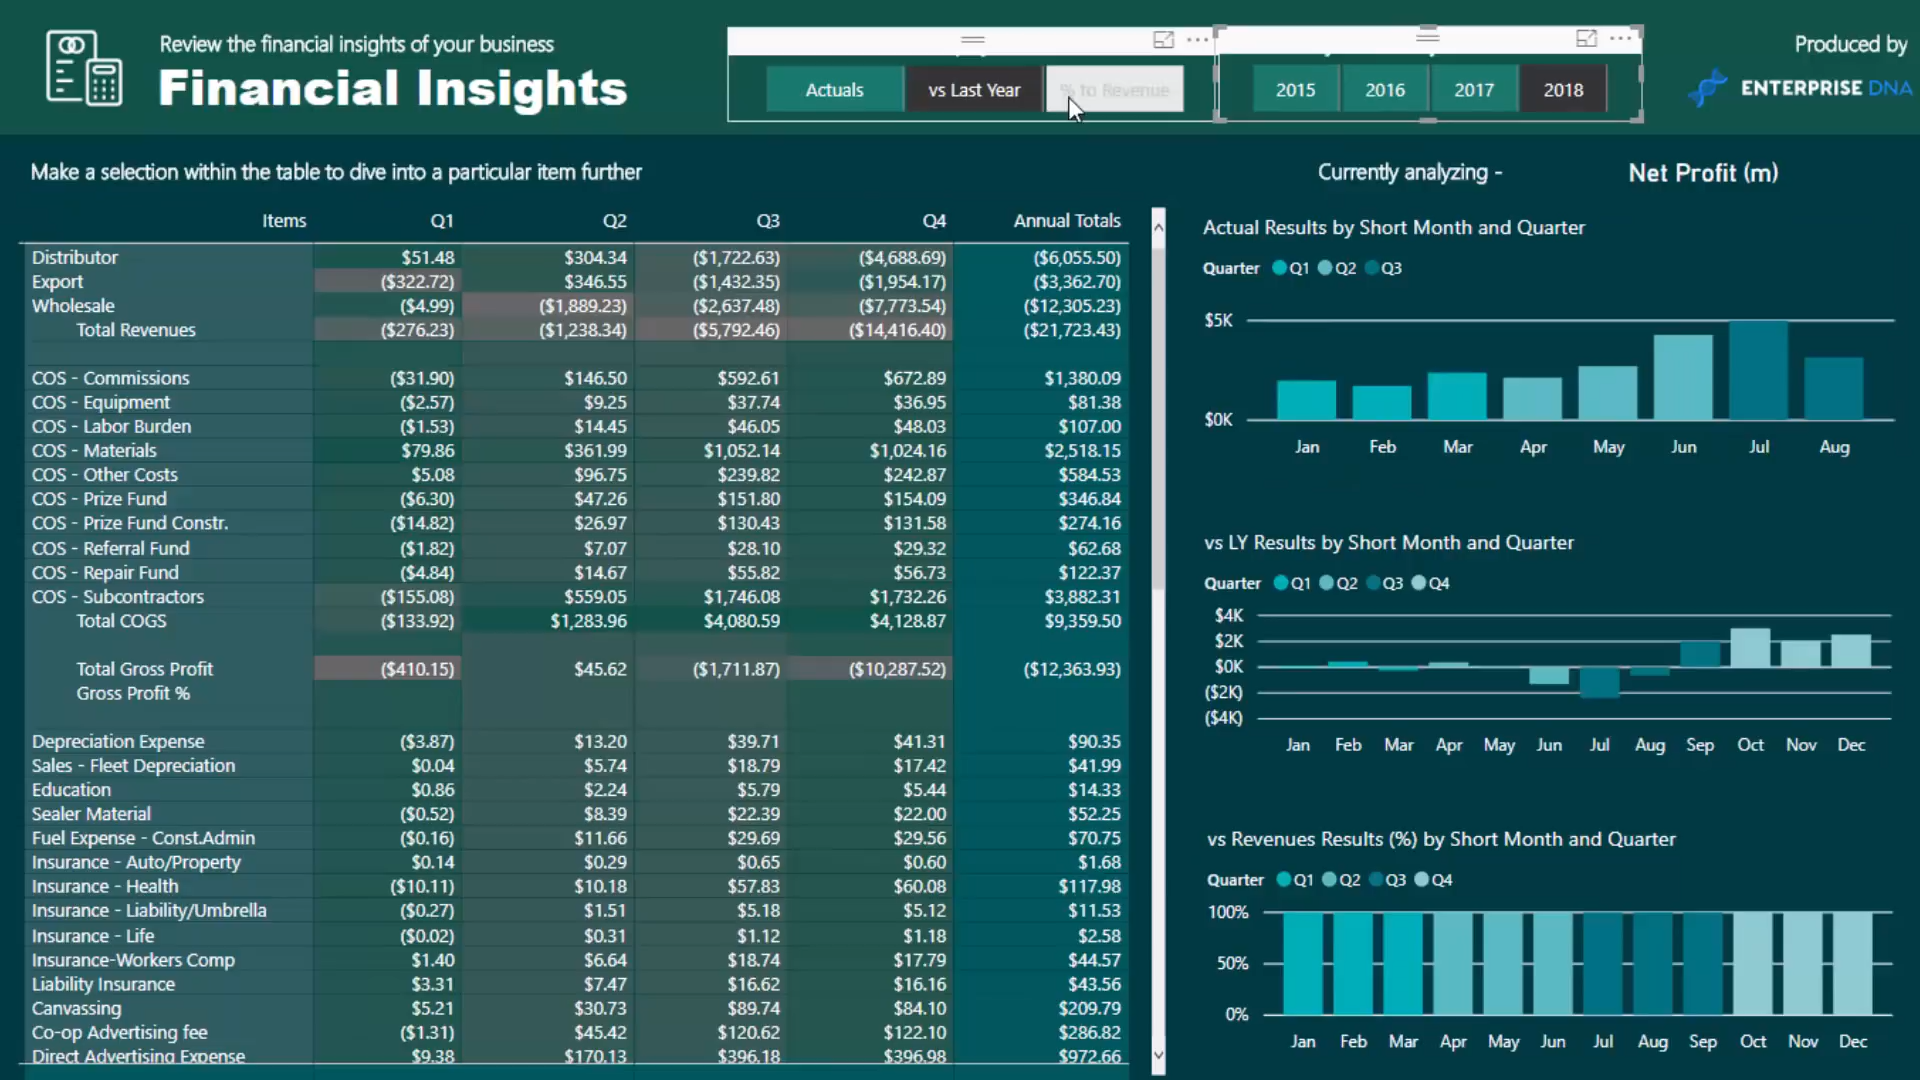 Review the financial insights of your business
Financial Insights
Actuals
vs Last Year
% to Revenue
2015
2016
2017
2018
Produced by
ENTERPRISE DNA
Make a selection within the table to dive into a particular item further
Currently analyzing -
Net Profit (m)
Items Q1 Q2 Q3 Q4 Annual Totals
Distributor $51.48 $304.34 ($1,722.63) ($4,688.69) ($6,055.50)
Export ($322.72) $346.55 ($1,432.35) ($1,954.17) ($3,362.70)
Wholesale ($4.99) ($1,889.23) ($2,637.48) ($7,773.54) ($12,305.23)
Total Revenues ($276.23) ($1,238.34) ($5,792.46) ($14,416.40) ($21,723.43)
COS - Commissions ($31.90) $146.50 $592.61 $672.89 $1,380.09
COS - Equipment ($2.57) $9.25 $37.74 $36.95 $81.38
COS - Labor Burden ($1.53) $14.45 $46.05 $48.03 $107.00
COS - Materials $79.86 $361.99 $1,052.14 $1,024.16 $2,518.15
COS - Other Costs $5.08 $96.75 $239.82 $242.87 $584.53
COS - Prize Fund ($6.30) $47.26 $151.80 $154.09 $346.84
COS - Prize Fund Constr. ($14.82) $26.97 $130.43 $131.58 $274.16
COS - Referral Fund ($1.82) $7.07 $28.10 $29.32 $62.68
COS - Repair Fund ($4.84) $14.67 $55.82 $56.73 $122.37
COS - Subcontractors ($155.08) $559.05 $1,746.08 $1,732.26 $3,882.31
Total COGS ($133.92) $1,283.96 $4,080.59 $4,128.87 $9,359.50
Total Gross Profit ($410.15) $45.62 ($1,711.87) ($10,287.52) ($12,363.93)
Gross Profit %
Depreciation Expense ($3.87) $13.20 $39.71 $41.31 $90.35
Sales - Fleet Depreciation $0.04 $5.74 $18.79 $17.42 $41.99
Education $0.86 $2.24 $5.79 $5.44 $14.33
Sealer Material ($0.52) $8.39 $22.39 $22.00 $52.25
Fuel Expense - Const.Admin ($0.16) $11.66 $29.69 $29.56 $70.75
Insurance - Auto/Property $0.14 $0.29 $0.65 $0.60 $1.68
Insurance - Health ($10.11) $10.18 $57.83 $60.08 $117.98
Insurance - Liability/Umbrella ($0.27) $1.51 $5.18 $5.12 $11.53
Insurance - Life ($0.02) $0.31 $1.12 $1.18 $2.58
Insurance-Workers Comp $1.40 $6.64 $18.74 $17.79 $44.57
Liability Insurance $3.31 $7.47 $16.62 $16.16 $43.56
Canvassing $5.21 $30.73 $89.74 $84.10 $209.79
Co-op Advertising fee ($1.31) $45.42 $120.62 $122.10 $286.82
Direct Advertising Expense $9.38 $170.13 $396.18 $396.98 $972.66
Actual Results by Short Month and Quarter
Quarter Q1 Q2 Q3
$5K
$0K
Jan Feb Mar Apr May Jun Jul Aug
vs LY Results by Short Month and Quarter
Quarter Q1 Q2 Q3 Q4
$4K
$2K
$0K
($2K)
($4K)
Jan Feb Mar Apr May Jun Jul Aug Sep Oct Nov Dec
vs Revenues Results (%) by Short Month and Quarter
Quarter Q1 Q2 Q3 Q4
100%
50%
0%
Jan Feb Mar Apr May Jun Jul Aug Sep Oct Nov Dec